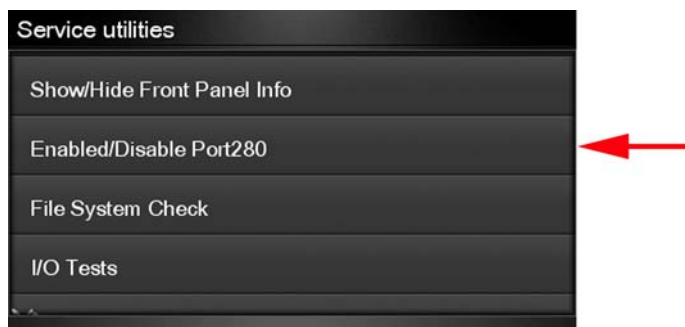 Service utilities
Show/Hide Front Panel Info
Enabled/Disable Port280
File System Check
I/O Tests